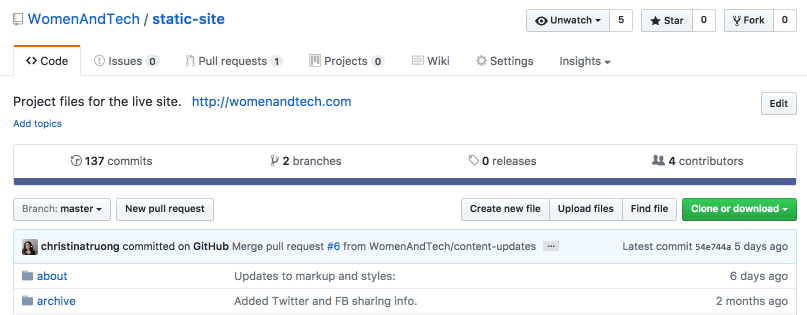 WomenAndTech / static-site Unwatch 5 Star 0 Fork 0
Code Issues 0 Pull requests 1 Projects 0 Wiki Settings Insights
Project files for the live site. http://womenandtech.com Edit
Add topics
137 commits 2 branches 0 releases 4 contributors
Branch: master New pull request Create new file Upload files Find file Clone or download
christinatruong committed on GitHub Merge pull request #6 from WomenAndTech/content-updates ... Latest commit 54e744a 5 days ago
about Updates to markup and styles: 6 days ago
archive Added Twitter and FB sharing info. 2 months ago